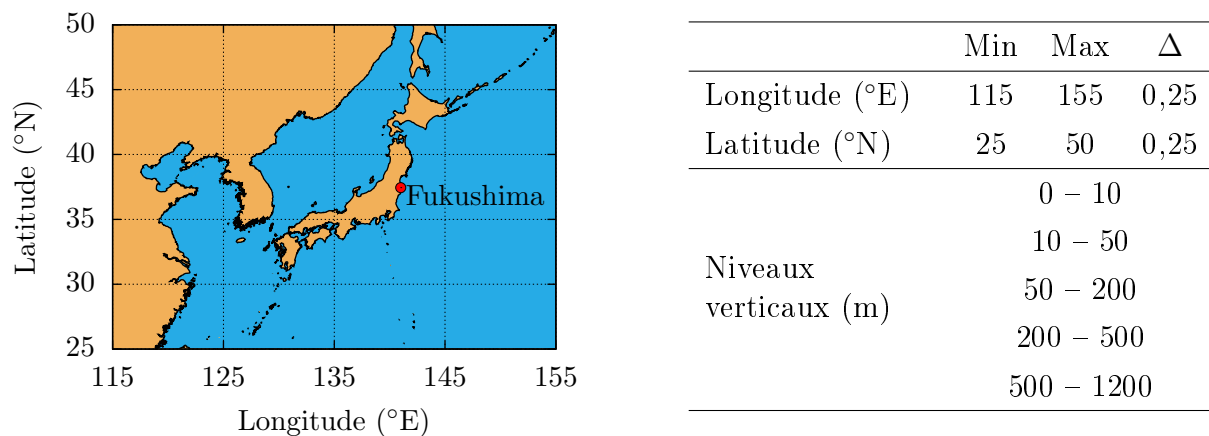 50
45
40
35
30
25
Latitude (°N)
Fukushima
115 125 135 145 155
Longitude (°E)
Min Max Δ
Longitude (°E) 115 155 0,25
Latitude (°N) 25 50 0,25
Niveaux
verticaux (m)
0 – 10
10 – 50
50 – 200
200 – 500
500 – 1200